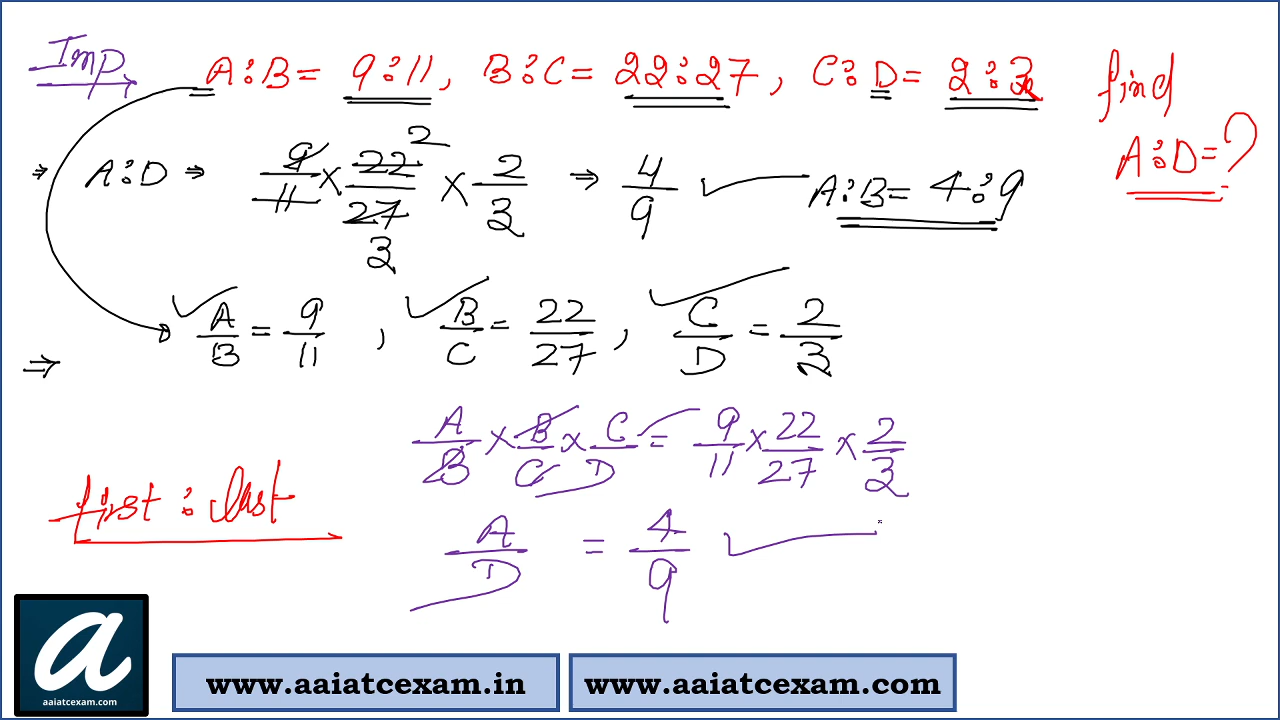 Imp A:B= 9:11, B:C= 22:27, C:D= 2:3 find
A:D=?
⇒ A:D ⇒ 9/11 × 22/27 × 2/3 ⇒ 4/9 A:B= 4:9
2
3
⇒ A/B = 9/11 , B/C = 22/27 , C/D = 2/3
A/B × B/C × C/D = 9/11 × 22/27 × 2/3
first : last
A/D = 4/9
a
aaiatcexam.com
www.aaiatcexam.in www.aaiatcexam.com